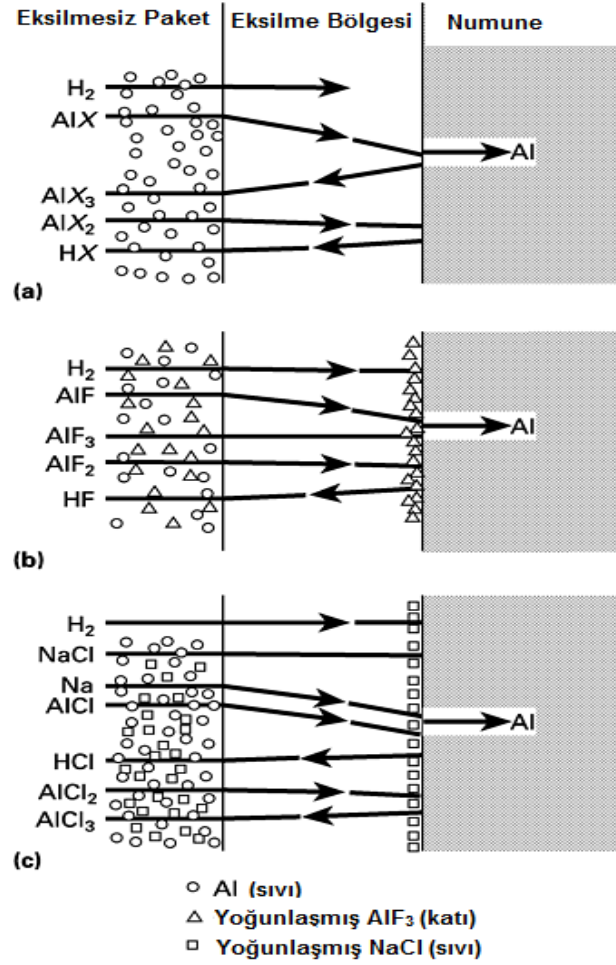 Eksilmesiz Paket Eksilme Bölgesi Numune
H₂
AlX
Al
AlX₃
AlX₂
HX
(a)
H₂
AlF
Al
AlF₃
AlF₂
HF
(b)
H₂
NaCl
Na
AlCl
Al
HCl
AlCl₂
AlCl₃
(c)
Al (sıvı)
Yoğunlaşmış AlF₃ (katı)
Yoğunlaşmış NaCl (sıvı)